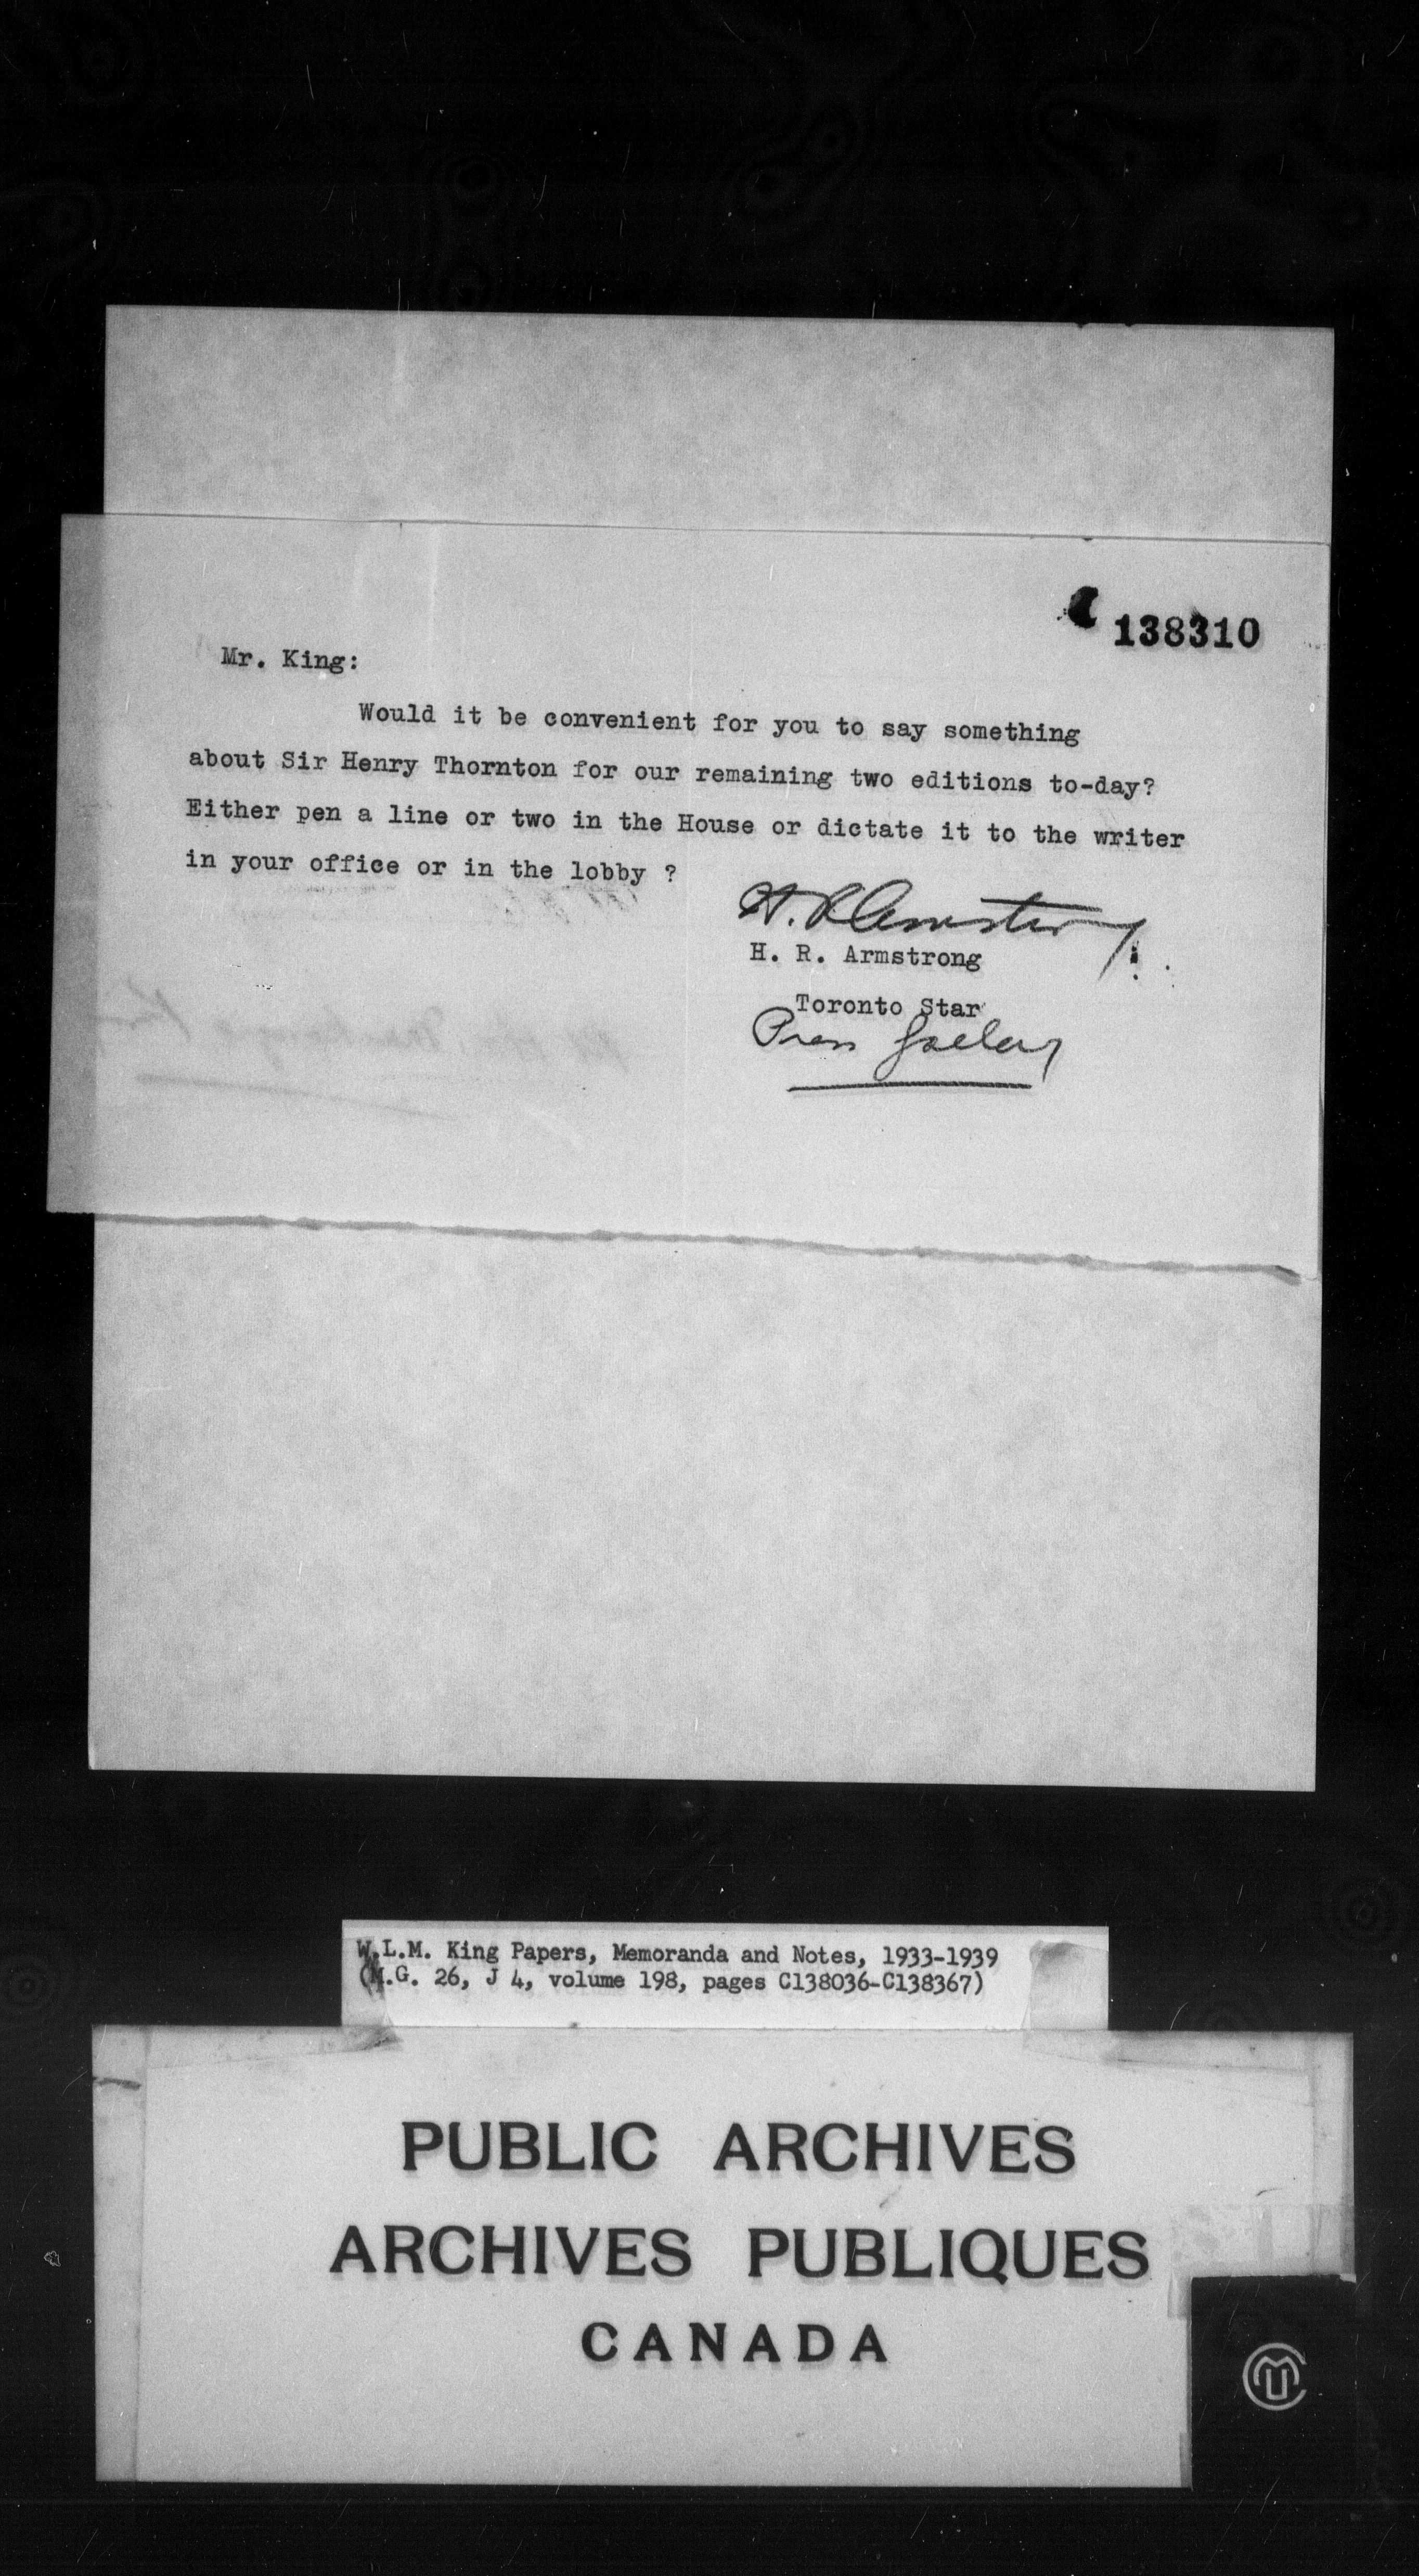 C 138310
Mr. King:
Would it be convenient for you to say something
about Sir Henry Thornton for our remaining two editions to-day?
Either pen a line or two in the House or dictate it to the writer
in your office or in the lobby ?
H. R. Armstrong
H. R. Armstrong
Toronto Star
Press Gallery
W.L.M. King Papers, Memoranda and Notes, 1933-1939
(M.G. 26, J 4, volume 198, pages C138036-C138367)
PUBLIC ARCHIVES
ARCHIVES PUBLIQUES
CANADA